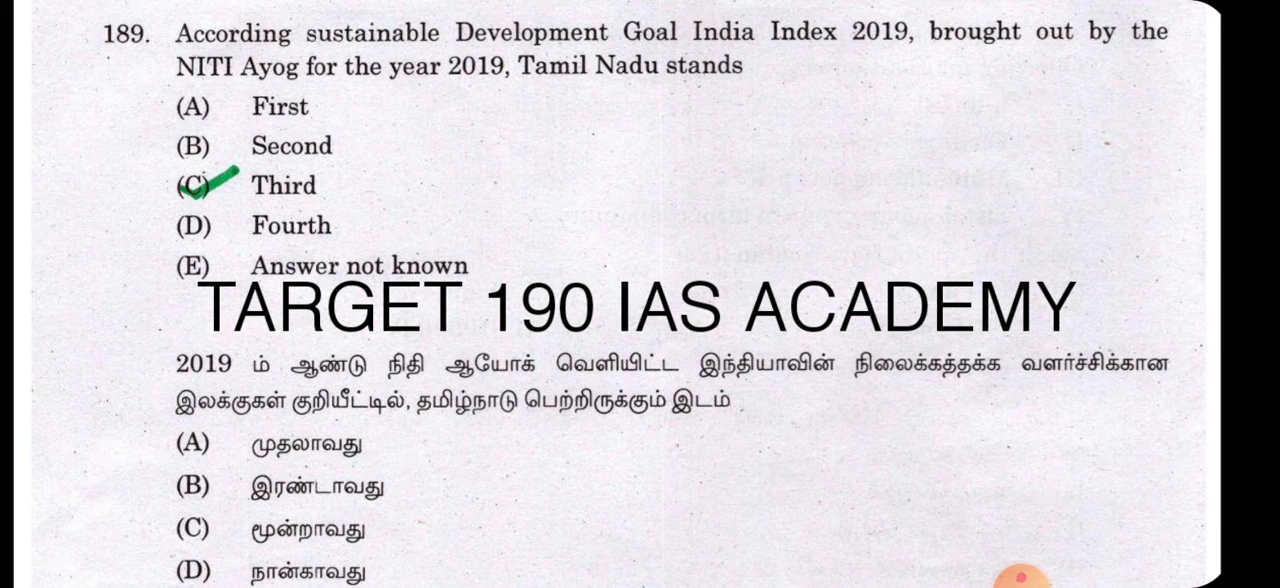 189. According sustainable Development Goal India Index 2019, brought out by the
NITI Ayog for the year 2019, Tamil Nadu stands
(A) First
(B) Second
(C) Third
(D) Fourth
(E) Answer not known
TARGET 190 IAS ACADEMY
2019 ம் ஆண்டு நிதி ஆயோக் வெளியிட்ட இந்தியாவின் நிலைக்கத்தக்க வளர்ச்சிக்கான
இலக்குகள் குறியீட்டில், தமிழ்நாடு பெற்றிருக்கும் இடம்
(A) முதலாவது
(B) இரண்டாவது
(C) மூன்றாவது
(D) நான்காவது